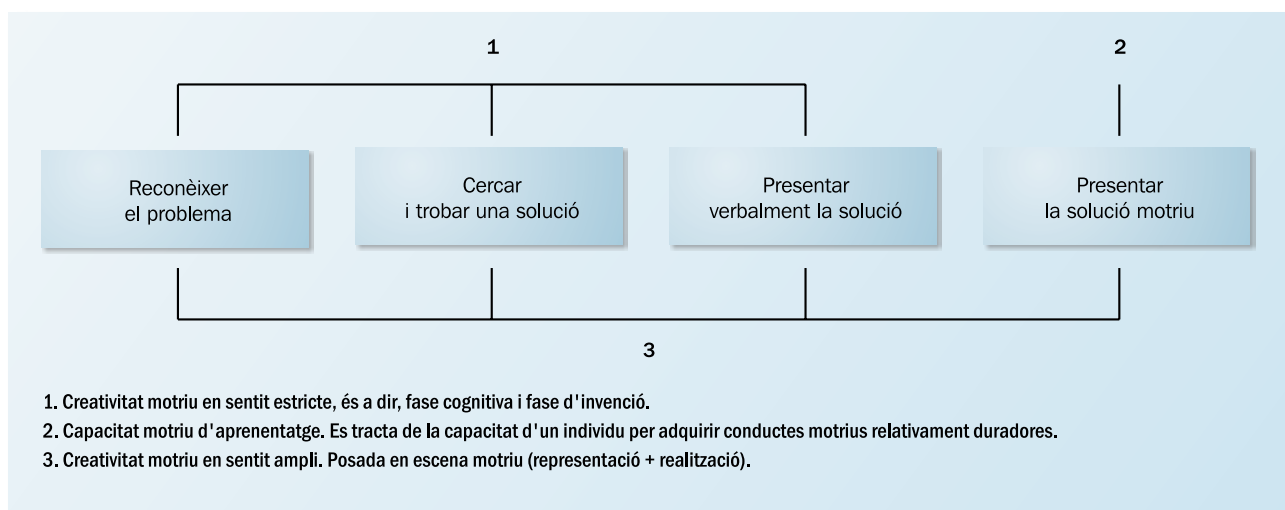 1
2
Reconèixer
el problema
Cercar
i trobar una solució
Presentar
verbalment la solució
Presentar
la solució motriu
3
1. Creativitat motriu en sentit estricte, és a dir, fase cognitiva i fase d'invenció.
2. Capacitat motriu d'aprenentatge. Es tracta de la capacitat d'un individu per adquirir conductes motrius relativament duradores.
3. Creativitat motriu en sentit ampli. Posada en escena motriu (representació + realització).